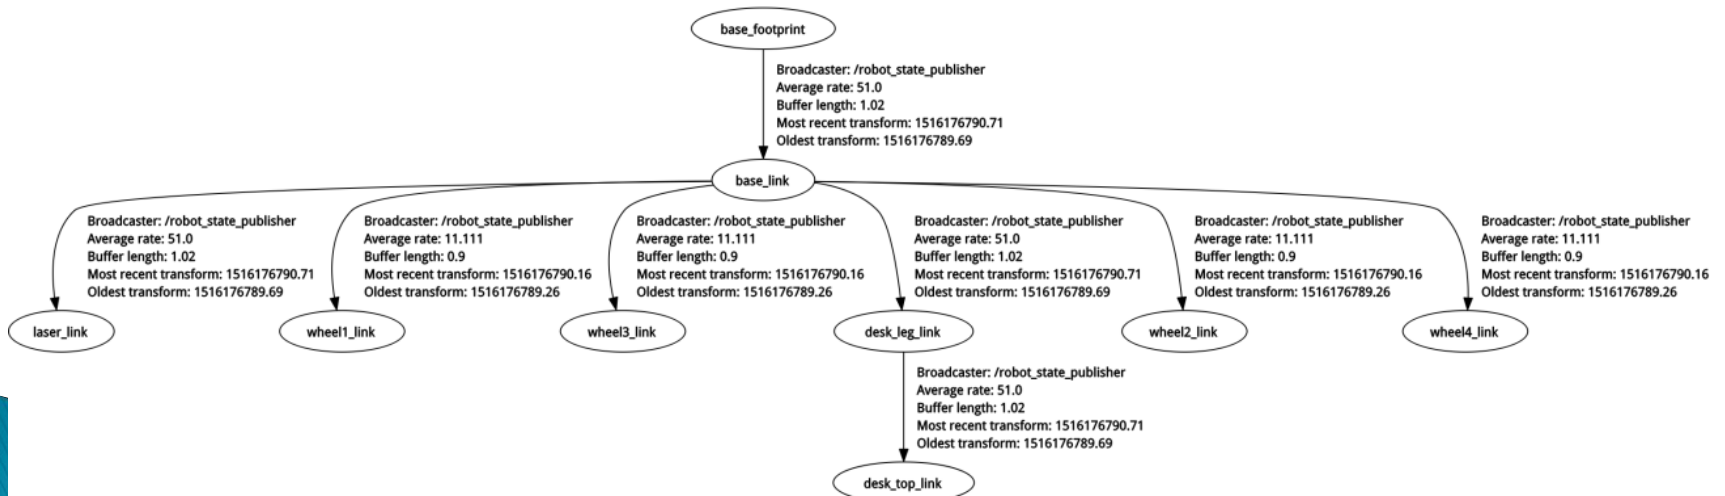 base_footprint
Broadcaster: /robot_state_publisher
Average rate: 51.0
Buffer length: 1.02
Most recent transform: 1516176790.71
Oldest transform: 1516176789.69
base_link
Broadcaster: /robot_state_publisher
Average rate: 51.0
Buffer length: 1.02
Most recent transform: 1516176790.71
Oldest transform: 1516176789.69
Broadcaster: /robot_state_publisher
Average rate: 11.111
Buffer length: 0.9
Most recent transform: 1516176790.16
Oldest transform: 1516176789.26
Broadcaster: /robot_state_publisher
Average rate: 11.111
Buffer length: 0.9
Most recent transform: 1516176790.16
Oldest transform: 1516176789.26
Broadcaster: /robot_state_publisher
Average rate: 51.0
Buffer length: 1.02
Most recent transform: 1516176790.71
Oldest transform: 1516176789.69
Broadcaster: /robot_state_publisher
Average rate: 11.111
Buffer length: 0.9
Most recent transform: 1516176790.16
Oldest transform: 1516176789.26
Broadcaster: /robot_state_publisher
Average rate: 11.111
Buffer length: 0.9
Most recent transform: 1516176790.16
Oldest transform: 1516176789.26
laser_link
wheel1_link
wheel3_link
desk_leg_link
wheel2_link
wheel4_link
Broadcaster: /robot_state_publisher
Average rate: 51.0
Buffer length: 1.02
Most recent transform: 1516176790.71
Oldest transform: 1516176789.69
desk_top_link